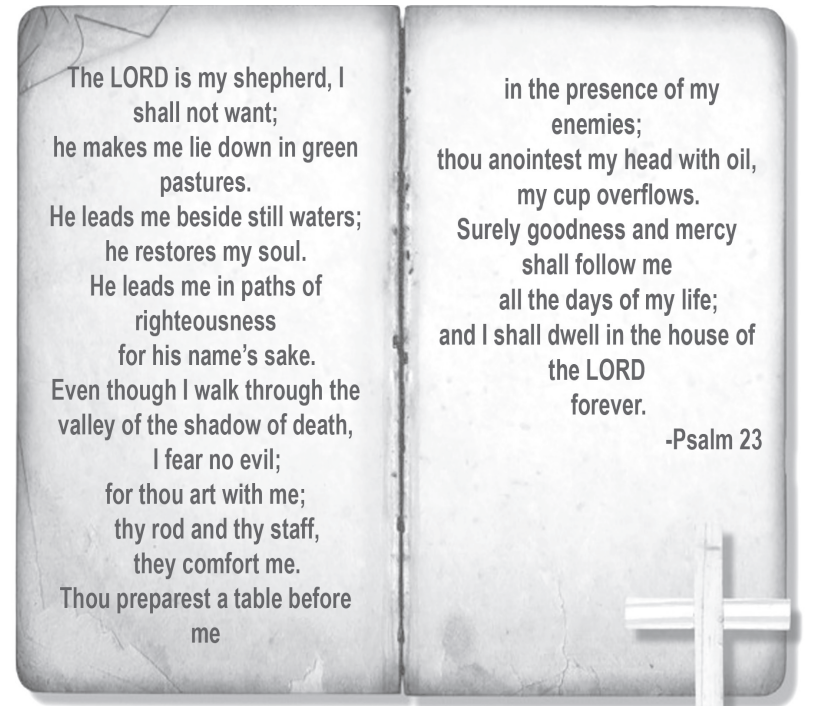 The LORD is my shepherd, I
shall not want;
he makes me lie down in green
pastures.
He leads me beside still waters;
he restores my soul.
He leads me in paths of
righteousness
for his name’s sake.
Even though I walk through the
valley of the shadow of death,
I fear no evil;
for thou art with me;
thy rod and thy staff,
they comfort me.
Thou preparest a table before
me
in the presence of my
enemies;
thou anointest my head with oil,
my cup overflows.
Surely goodness and mercy
shall follow me
all the days of my life;
and I shall dwell in the house of
the LORD
forever.
-Psalm 23